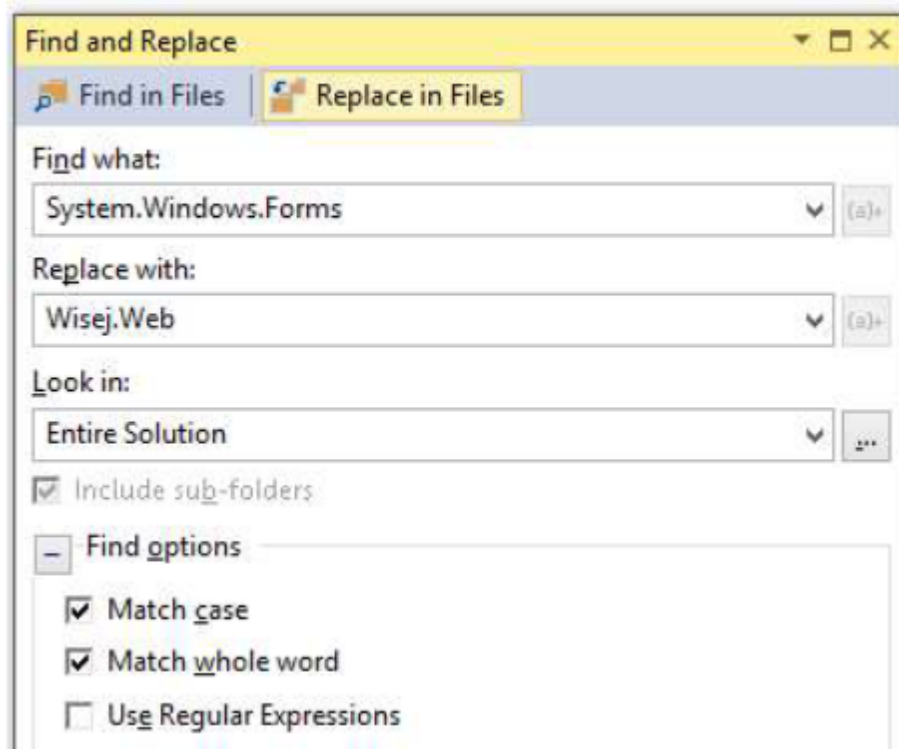 Find and Replace
Find in Files Replace in Files
Find what:
System.Windows.Forms
(a)+
Replace with:
Wisej.Web
(a)+
Look in:
Entire Solution
...
Include sub-folders
Find options
Match case
Match whole word
Use Regular Expressions